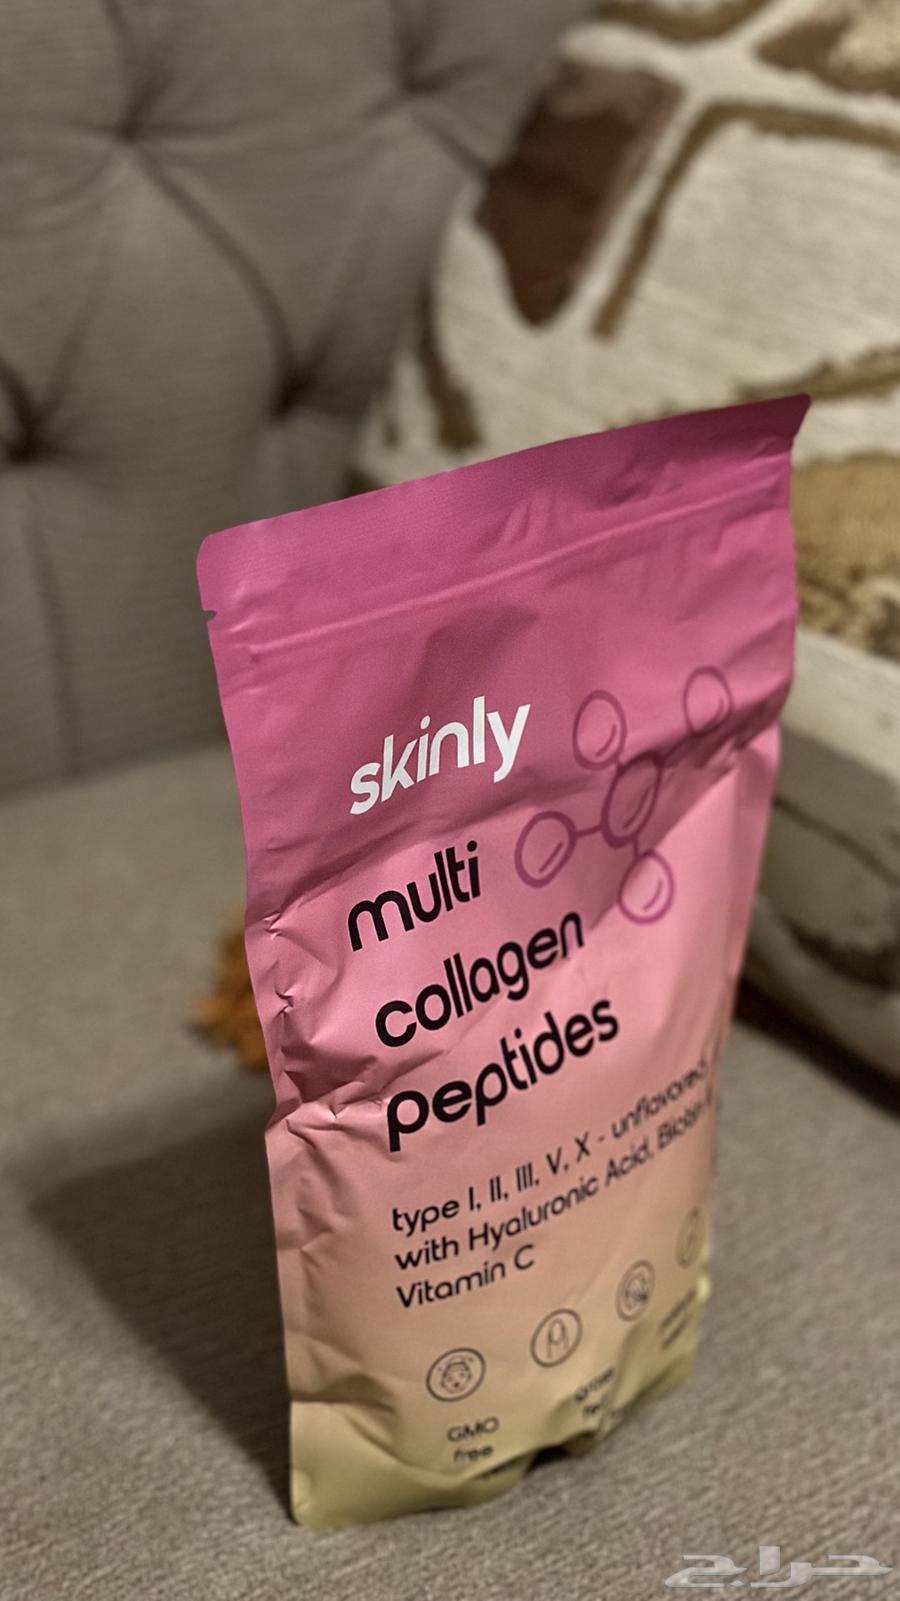 skinly
multi
collagen
peptides
type I, II, III, V, X - unflavored
with Hyaluronic Acid, Biotin
Vitamin C
GMO
free
حراج